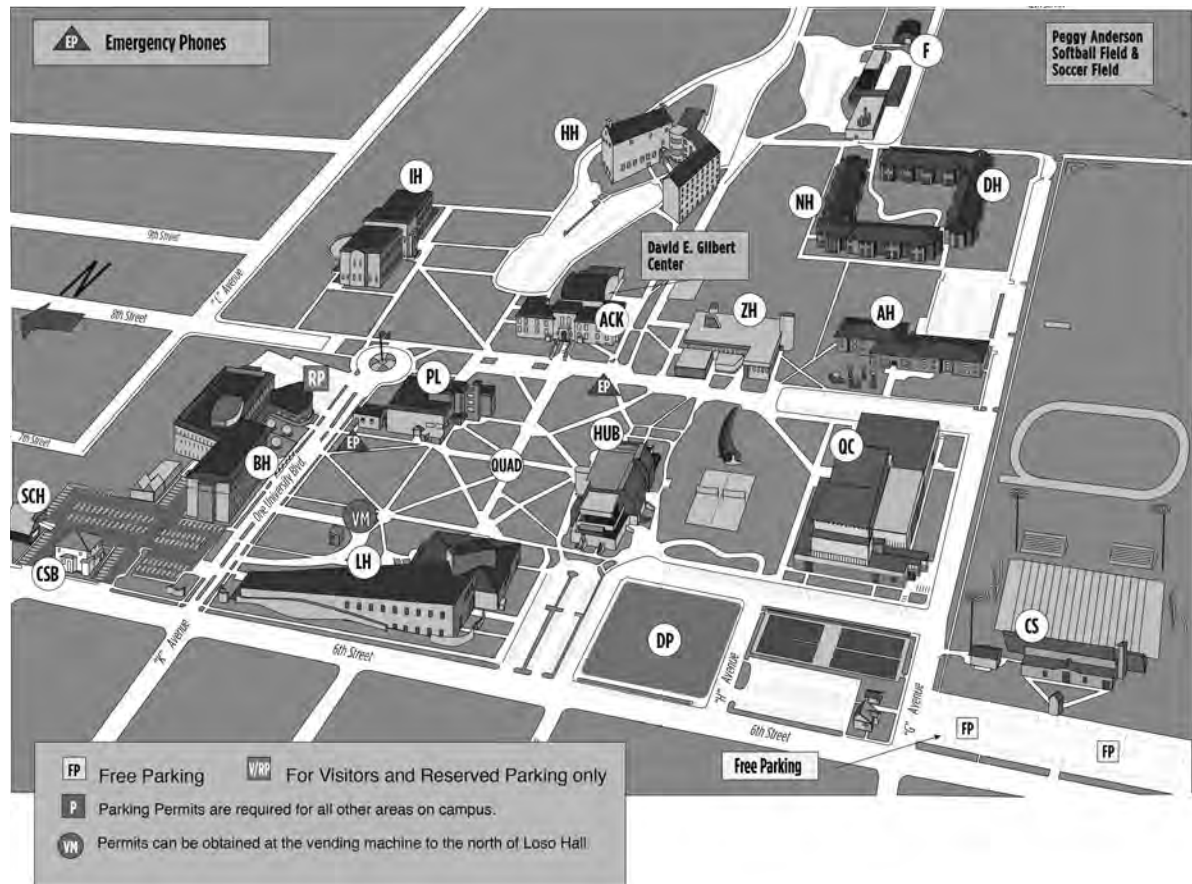 EP Emergency Phones
Peggy Anderson
Softball Field &
Soccer Field
F
HH
DH
IH
NH
9th Street
David E. Gilbert
Center
"L" Avenue
N
ACK
ZH
AH
8th Street
RP
PL
EP
7th Street
EP
HUB
QC
BH
QUAD
SCH
One University Blvd.
VM
CSB
LH
CS
"K" Avenue
6th Street
DP
"H" Avenue
"G" Avenue
6th Street
FP
FP
Free Parking
FP Free Parking
V/RP For Visitors and Reserved Parking only
P Parking Permits are required for all other areas on campus.
VM Permits can be obtained at the vending machine to the north of Loso Hall